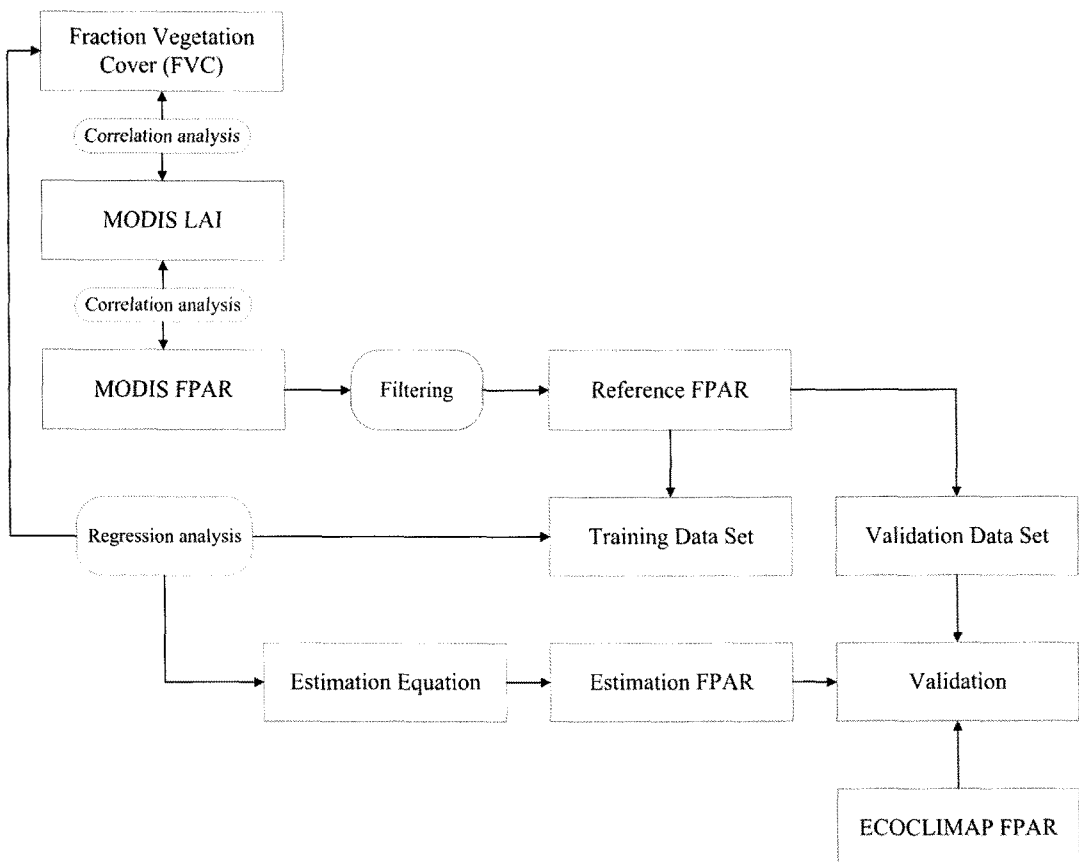 Fraction Vegetation
Cover (FVC)
Correlation analysis
MODIS LAI
Correlation analysis
MODIS FPAR
Filtering
Reference FPAR
Regression analysis
Training Data Set
Validation Data Set
Estimation Equation
Estimation FPAR
Validation
ECOCLIMAP FPAR